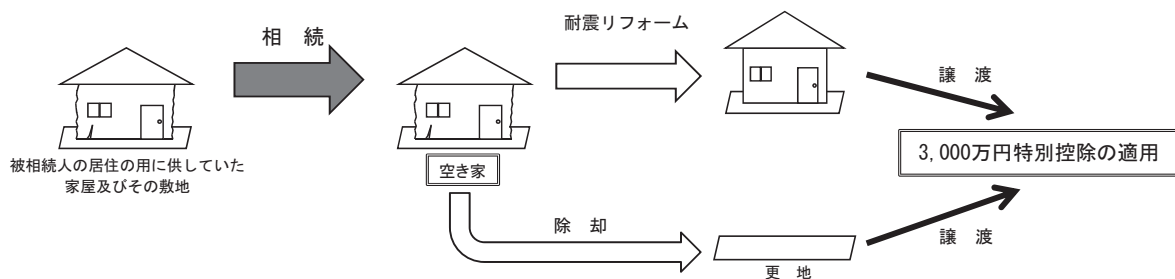 相　続
耐震リフォーム
譲　渡
被相続人の居住の用に供していた
家屋及びその敷地
空き家
3,000万円特別控除の適用
除　却
譲　渡
更　地